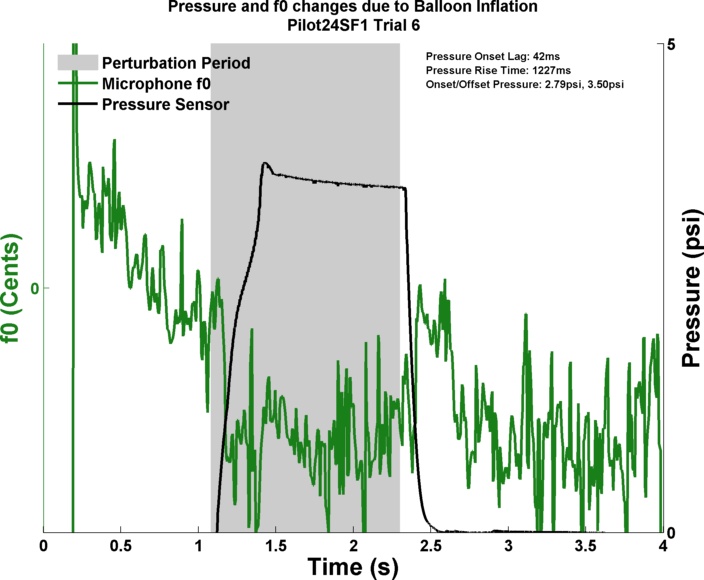 Pressure and f0 changes due to Balloon Inflation
Pilot24SF1 Trial 6
Perturbation Period
Microphone f0
Pressure Sensor
Pressure Onset Lag: 42ms
Pressure Rise Time: 1227ms
Onset/Offset Pressure: 2.79psi, 3.50psi
5
0
f0 (Cents)
0
Pressure (psi)
0 0.5 1 1.5 2 2.5 3 3.5 4
Time (s)